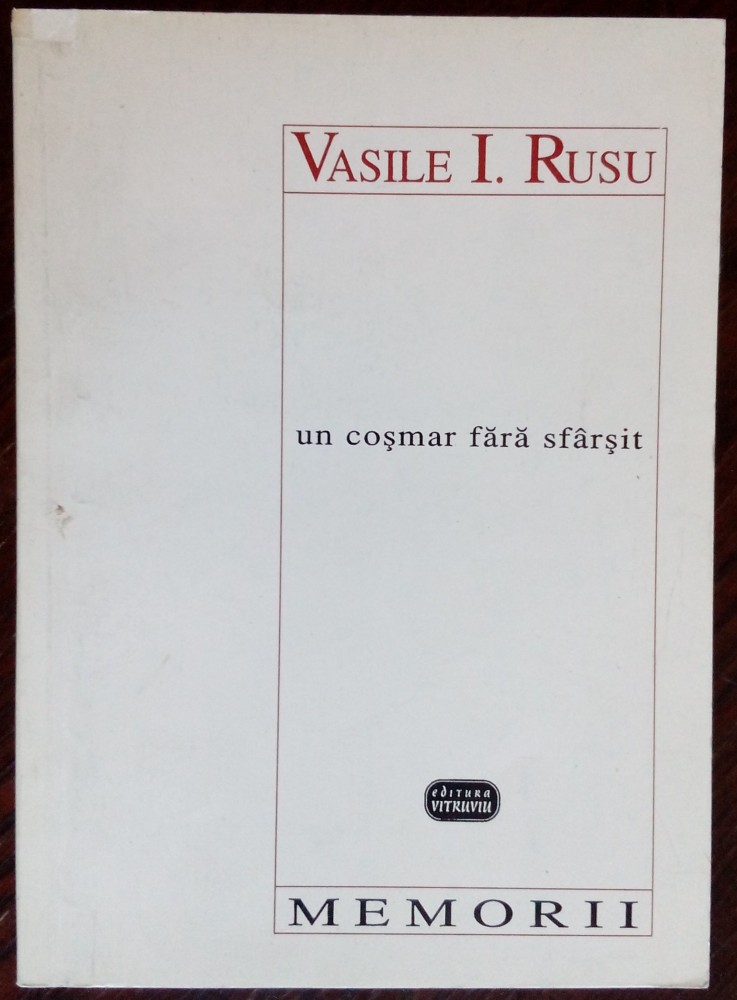 VASILE I. RUSU
un coşmar fără sfârşit
editura
VITRUVIU
MEMORII